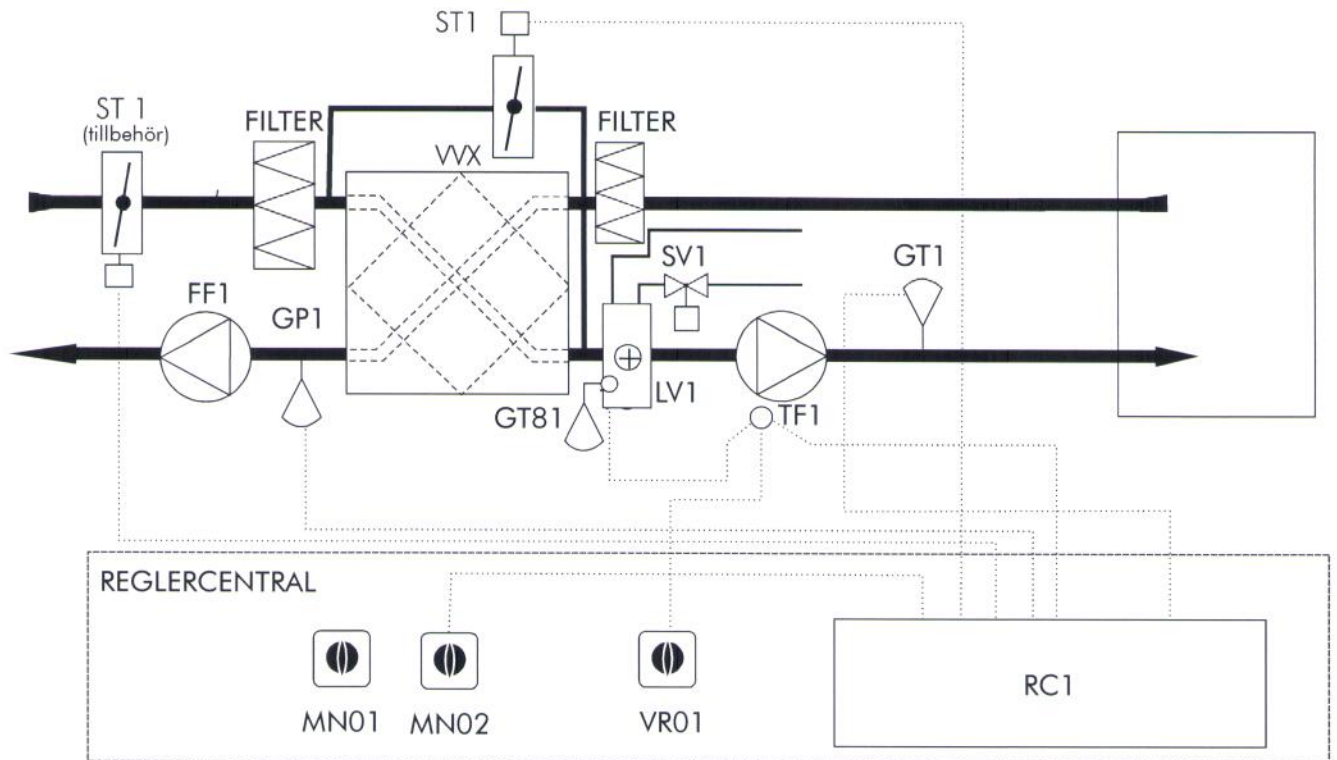 ST1
ST 1
(tillbehör)
FILTER
FILTER
VVX
SV1
GT1
FF1
GP1
GT81
LV1
TF1
REGLERCENTRAL
MN01
MN02
VR01
RC1